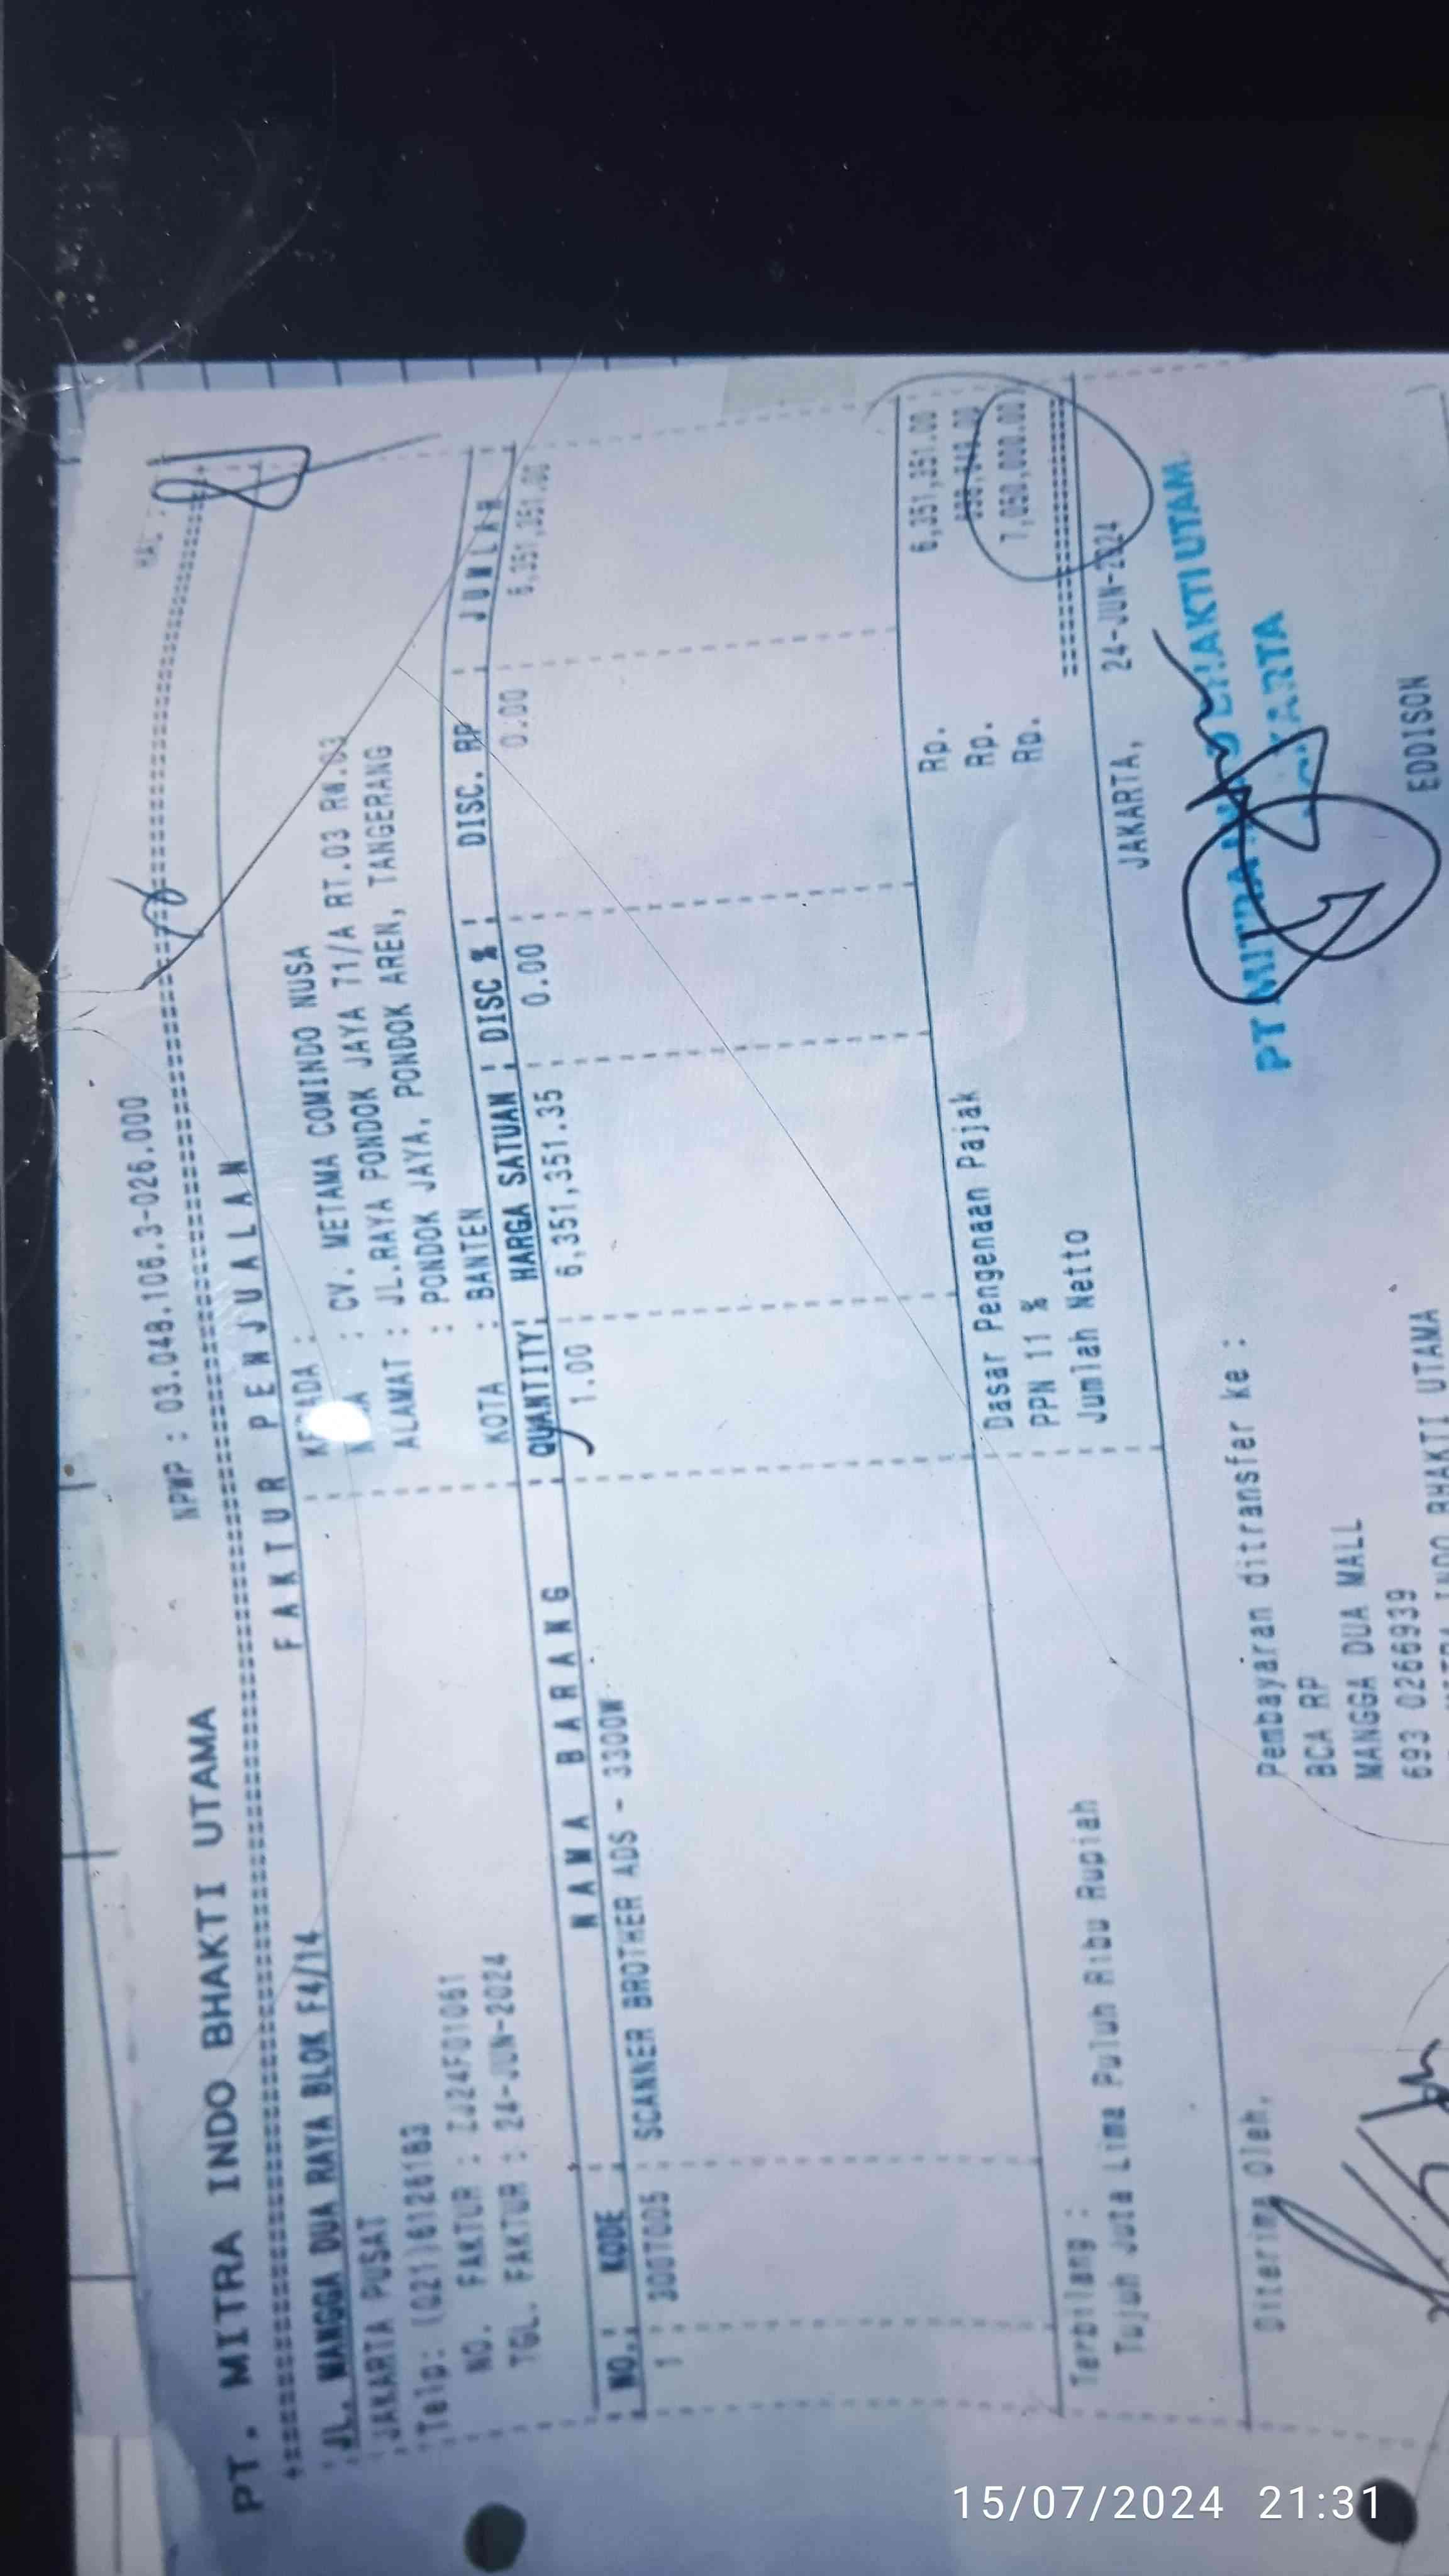 PT. MITRA INDO BHAKTI UTAMA
NPWP : 03.048.106.3-026.000
HAL
FAKTUR PENJUALAN
JL. MANGGA DUA RAYA BLOK F4/14
JAKARTA PUSAT
Telp: (021)6126183
NO. FAKTUR : ZJ24F01061
TGL. FAKTUR : 24-JUN-2024
KEPADA :
: CV. METAMA COMINDO NUSA
ALAMAT : JL.RAYA PONDOK JAYA 71/A RT.03 RW.03
: PONDOK JAYA, PONDOK AREN, TANGERANG
KOTA : BANTEN
NO. KODE NAMA BARANG QUANTITY HARGA SATUAN DISC % DISC. RP JUMLAH
1 300T005 SCANNER BROTHER ADS - 3300W 1.00 6,351,351.35 0.00 0.00 6,351,351.00
Dasar Pengenaan Pajak Rp. 6,351,351.00
PPN 11 % Rp.
Jumlah Netto Rp. 7,050,000.00
Terbilang :
Tujuh Juta Lima Puluh Ribu Rupiah
JAKARTA, 24-JUN-2024
Diterima Oleh,
Pembayaran ditransfer ke :
BCA RP
MANGGA DUA MALL
693 0266939
INDO BHAKTI UTAMA
PT MITRA BHAKTI UTAM
EDDISON
15/07/2024 21:31